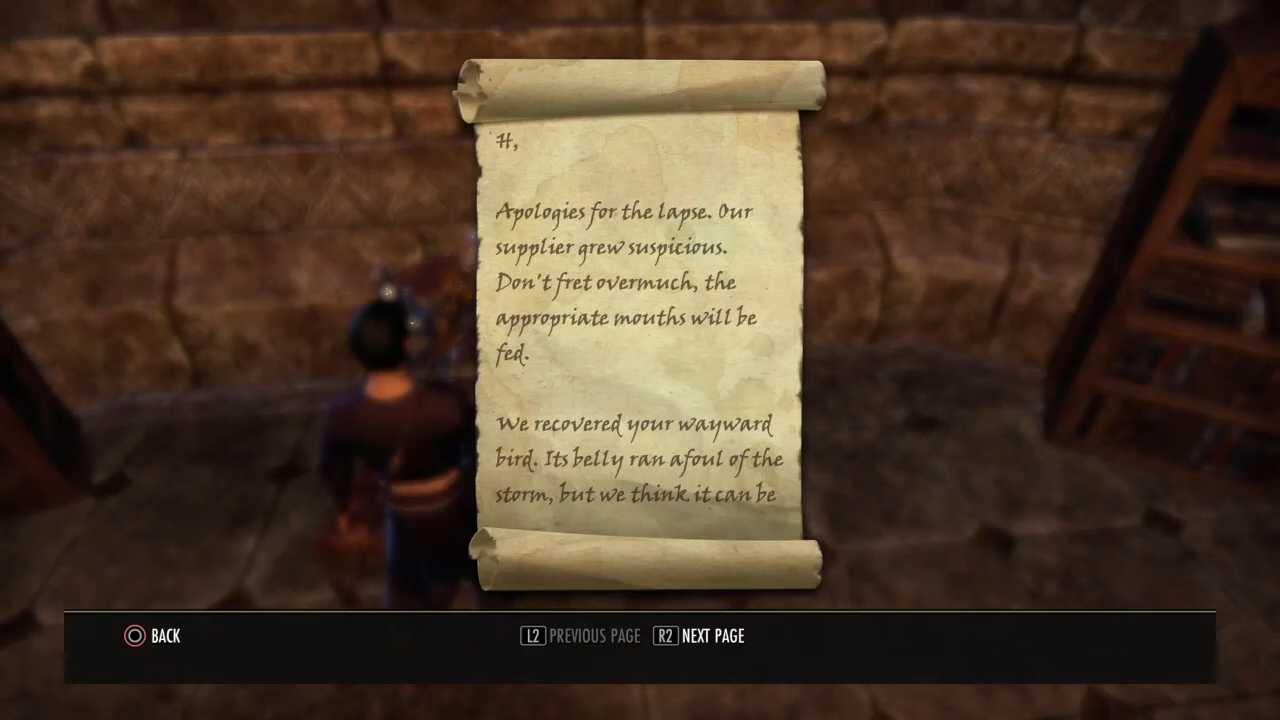 H,
Apologies for the lapse. Our
supplier grew suspicious.
Don't fret overmuch, the
appropriate mouths will be
fed.
We recovered your wayward
bird. Its belly ran afoul of the
storm, but we think it can be
BACK L2 PREVIOUS PAGE R2 NEXT PAGE